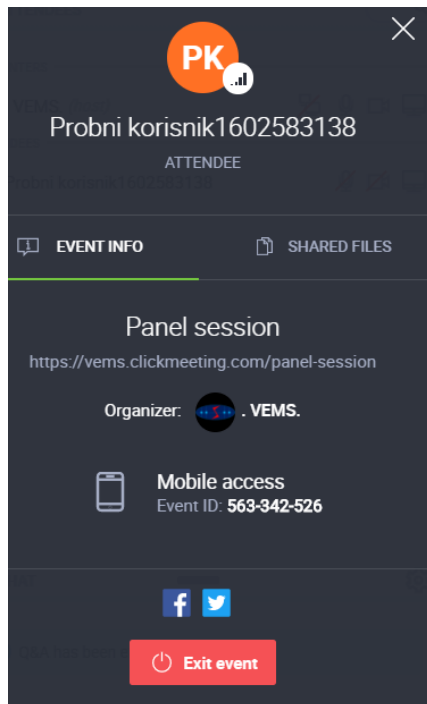 PK
Probni korisnik1602583138
ATTENDEE
EVENT INFO
SHARED FILES
Panel session
https://vems.clickmeeting.com/panel-session
Organizer: . VEMS.
Mobile access
Event ID: 563-342-526
Exit event